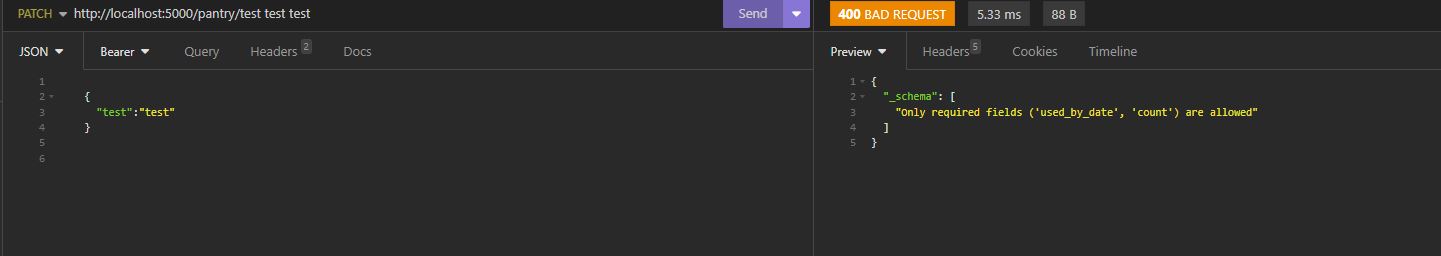 PATCH http://localhost:5000/pantry/test test test Send 400 BAD REQUEST 5.33 ms 88 B
JSON Bearer Query Headers 2 Docs Preview Headers 5 Cookies Timeline
1
2 {
3 "test":"test"
4 }
5
6
1 {
2 "_schema": [
3 "Only required fields ('used_by_date', 'count') are allowed"
4 ]
5 }